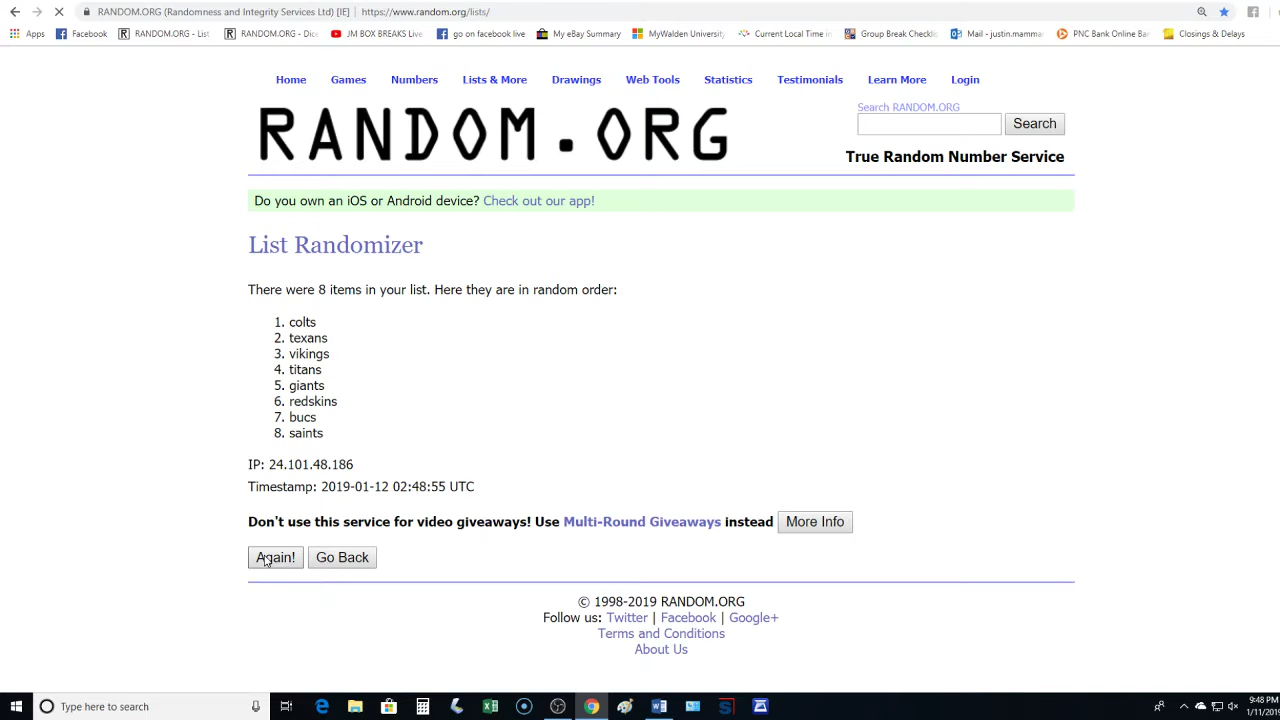 RANDOM.ORG (Randomness and Integrity Services Ltd) [IE] | https://www.random.org/lists/
Apps Facebook RANDOM.ORG - List RANDOM.ORG - Dice JM BOX BREAKS Live go on facebook live My eBay Summary MyWalden University Current Local Time in Group Break Checklis Mail - justin.mammar PNC Bank Online Ban Closings & Delays
Home Games Numbers Lists & More Drawings Web Tools Statistics Testimonials Learn More Login
RANDOM.ORG
Search RANDOM.ORG
Search
True Random Number Service
Do you own an iOS or Android device? Check out our app!
List Randomizer
There were 8 items in your list. Here they are in random order:
1. colts
2. texans
3. vikings
4. titans
5. giants
6. redskins
7. bucs
8. saints
IP: 24.101.48.186
Timestamp: 2019-01-12 02:48:55 UTC
Don't use this service for video giveaways! Use Multi-Round Giveaways instead More Info
Again! Go Back
© 1998-2019 RANDOM.ORG
Follow us: Twitter | Facebook | Google+
Terms and Conditions
About Us
Type here to search
9:48 PM
1/11/2019